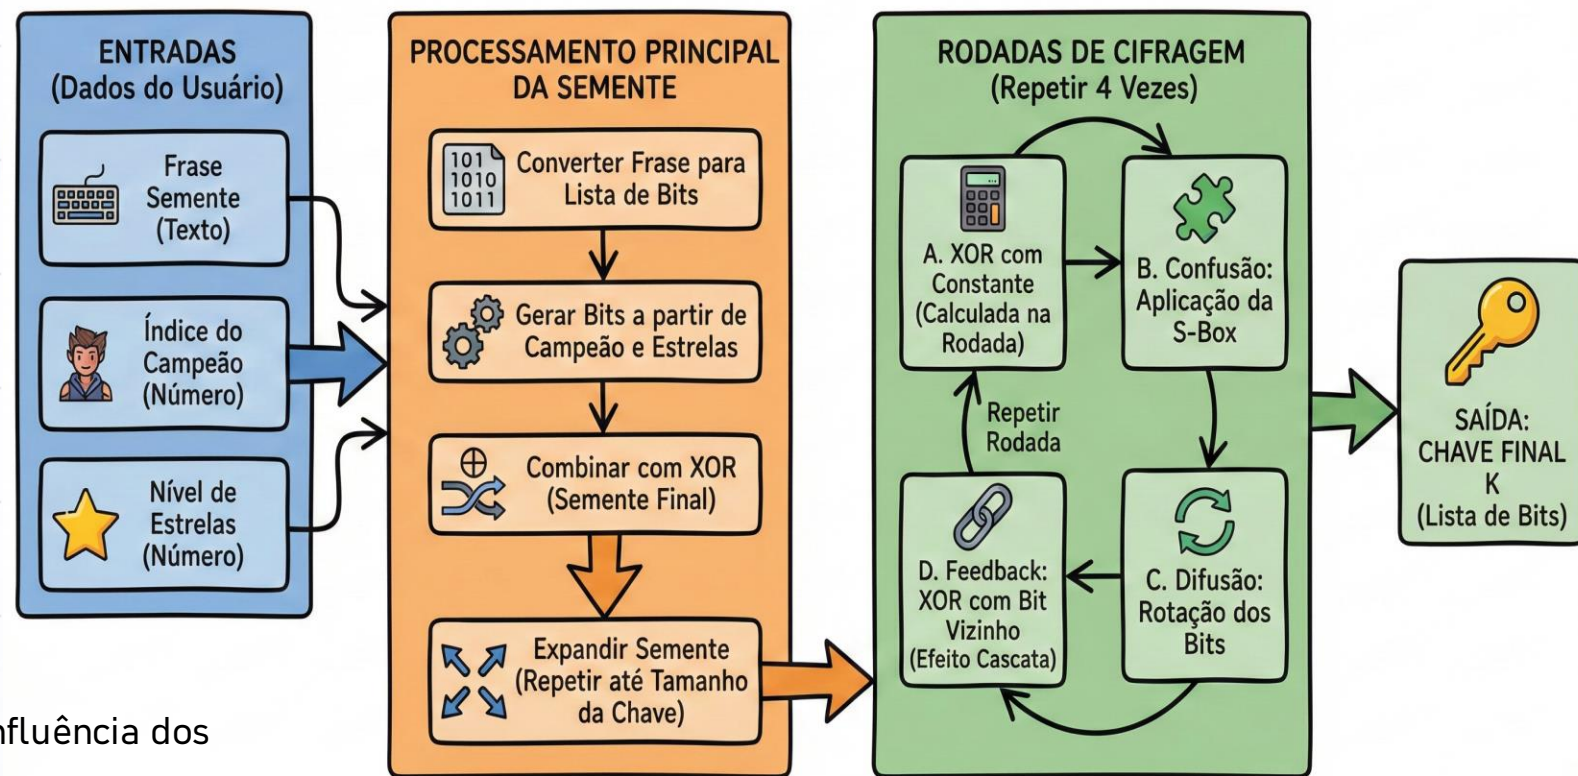 ENTRADAS
(Dados do Usuário)
Frase
Semente
(Texto)
Índice do
Campeão
(Número)
Nível de
Estrelas
(Número)
PROCESSAMENTO PRINCIPAL
DA SEMENTE
101
1010
1011
Converter Frase para
Lista de Bits
Gerar Bits a partir de
Campeão e Estrelas
Combinar com XOR
(Semente Final)
Expandir Semente
(Repetir até Tamanho
da Chave)
RODADAS DE CIFRAGEM
(Repetir 4 Vezes)
A. XOR com
Constante
(Calculada na
Rodada)
B. Confusão:
Aplicação da
S-Box
Repetir
Rodada
D. Feedback:
XOR com Bit
Vizinho
(Efeito Cascata)
C. Difusão:
Rotação dos
Bits
SAÍDA:
CHAVE FINAL
K
(Lista de Bits)
nfluência dos